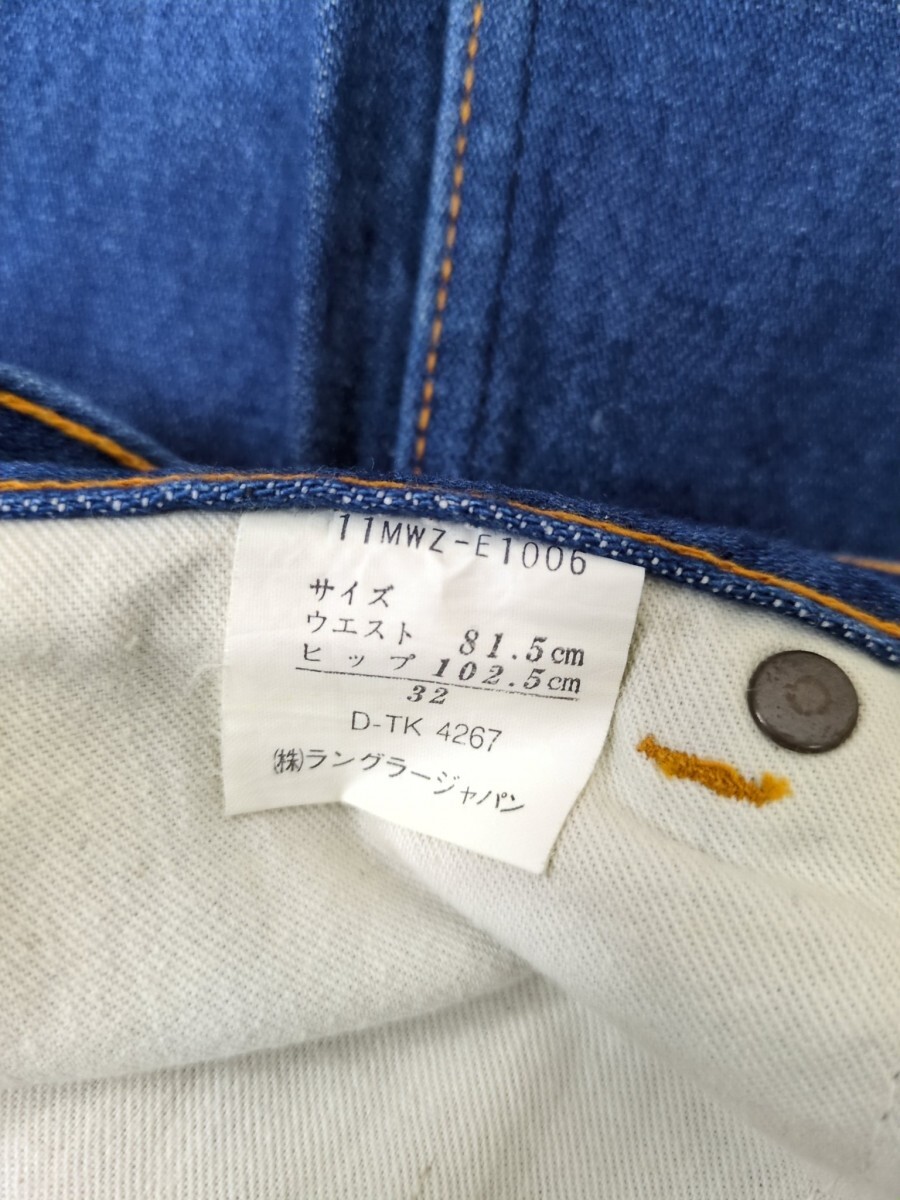 11MWZ-E1006
サイズ
ウエスト 81.5cm
ヒップ 102.5cm
32
D-TK 4267
(株)ラングラージャパン